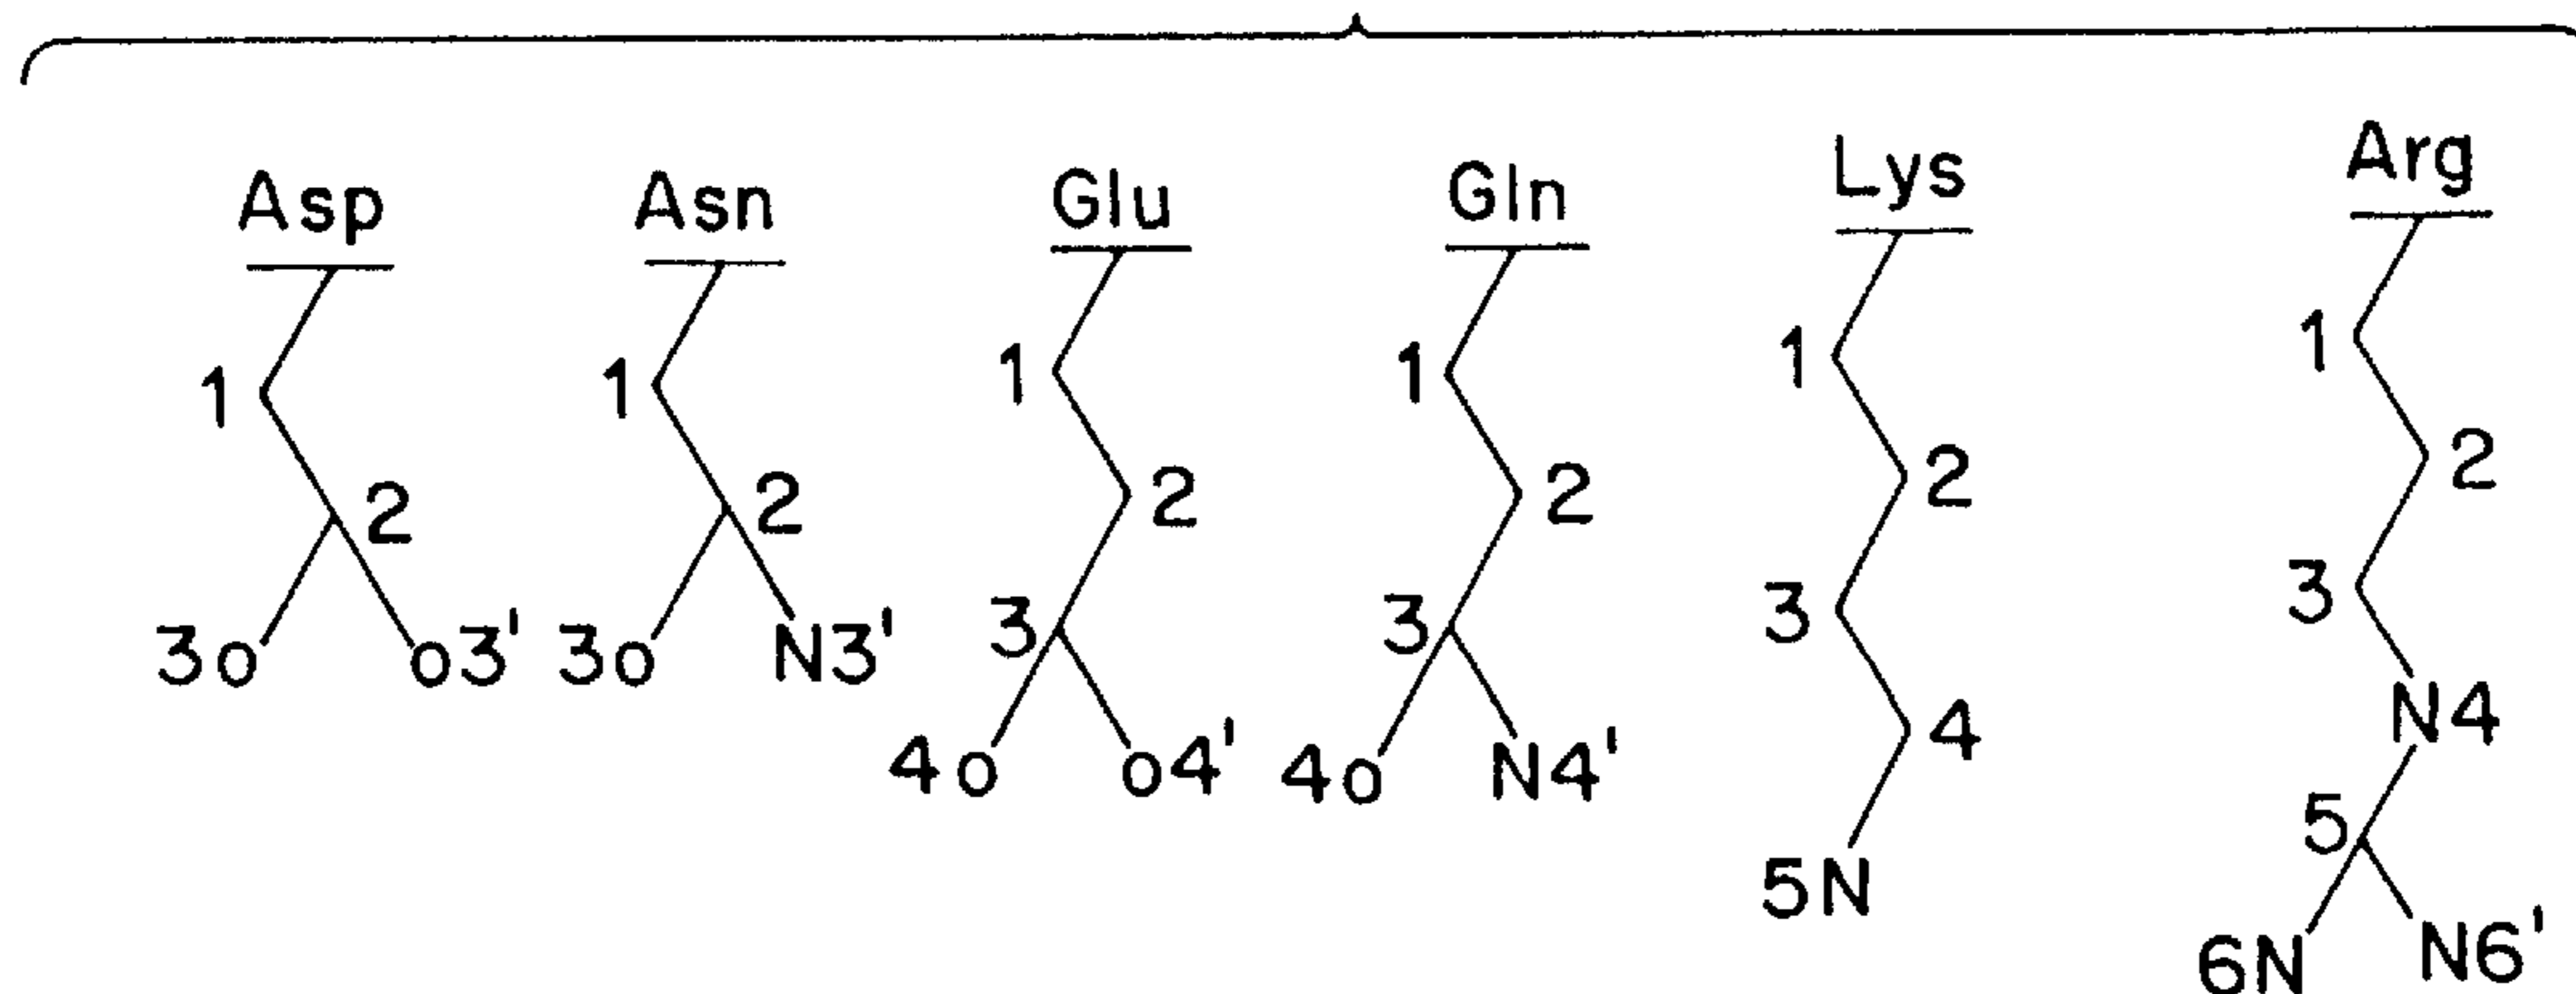 Asp Asn Glu Gln Lys Arg
1 1 1 1 1 1
2 2 2 2 2 2
3o o3' 3o N3' 3 3 3 3
4o o4' 4o N4' 4 N4
5N 5
6N N6'